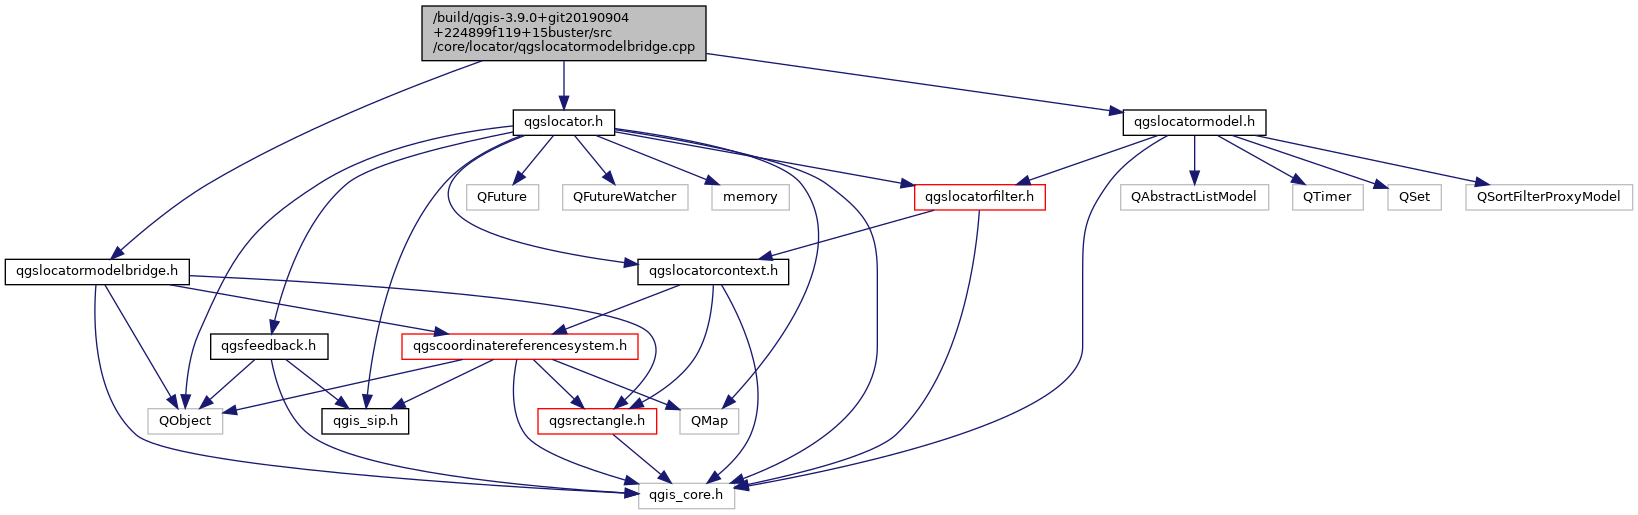 /build/qgis-3.9.0+git20190904
+224899f119+15buster/src
/core/locator/qgslocatormodelbridge.cpp
qgslocator.h
qgslocatormodel.h
QFuture
QFutureWatcher
memory
qgslocatorfilter.h
QAbstractListModel
QTimer
QSet
QSortFilterProxyModel
qgslocatormodelbridge.h
qgslocatorcontext.h
qgsfeedback.h
qgscoordinatereferencesystem.h
QObject
qgis_sip.h
qgsrectangle.h
QMap
qgis_core.h